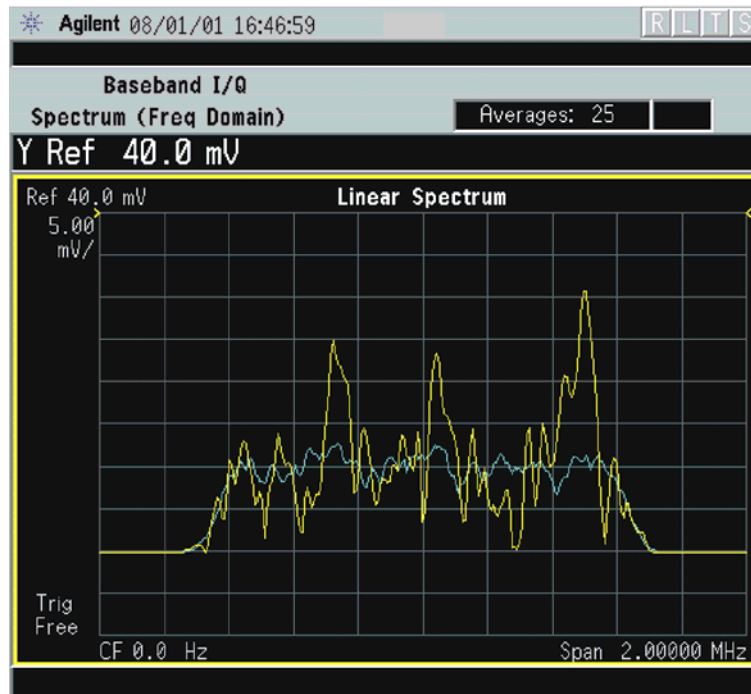 Agilent 08/01/01 16:46:59 R L T S
Baseband I/Q
Spectrum (Freq Domain)
Averages: 25
Y Ref 40.0 mV
Ref 40.0 mV
Linear Spectrum
5.00
mV/
Trig
Free
CF 0.0 Hz
Span 2.00000 MHz